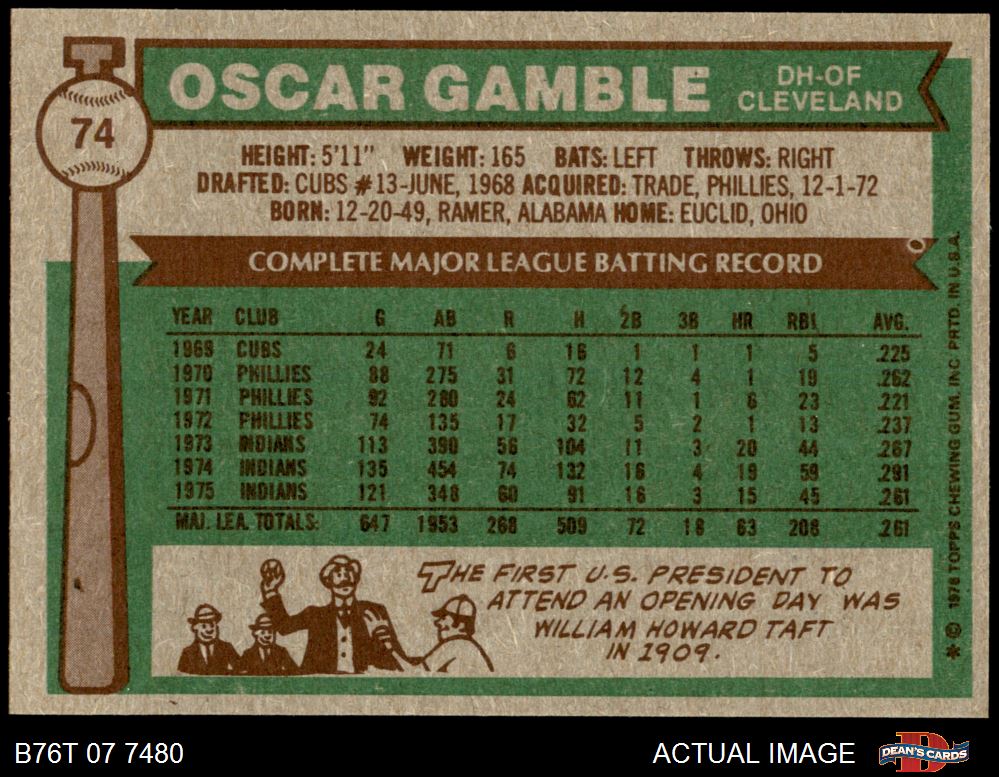 OSCAR GAMBLE
DH-OF
CLEVELAND
74
HEIGHT: 5'11" WEIGHT: 165 BATS: LEFT THROWS: RIGHT
DRAFTED: CUBS #13-JUNE, 1968 ACQUIRED: TRADE, PHILLIES, 12-1-72
BORN: 12-20-49, RAMER, ALABAMA HOME: EUCLID, OHIO
COMPLETE MAJOR LEAGUE BATTING RECORD
YEAR CLUB G AB R H 2B 3B HR RBI AVG.
1969 CUBS 24 71 6 16 1 1 1 5 .225
1970 PHILLIES 88 275 31 72 12 4 1 19 .262
1971 PHILLIES 92 280 24 62 11 1 6 23 .221
1972 PHILLIES 74 135 17 32 5 2 1 13 .237
1973 INDIANS 113 390 56 104 11 3 20 44 .267
1974 INDIANS 135 454 74 132 16 4 19 59 .291
1975 INDIANS 121 348 60 91 16 3 15 45 .261
MAJ. LEA. TOTALS: 647 1953 268 509 72 18 63 208 .261
THE FIRST U.S. PRESIDENT TO
ATTEND AN OPENING DAY WAS
WILLIAM HOWARD TAFT
IN 1909.
* © 1976 TOPPS CHEWING GUM, INC. PRTD. IN U.S.A.
B76T 07 7480
ACTUAL IMAGE
DEAN'S CARDS